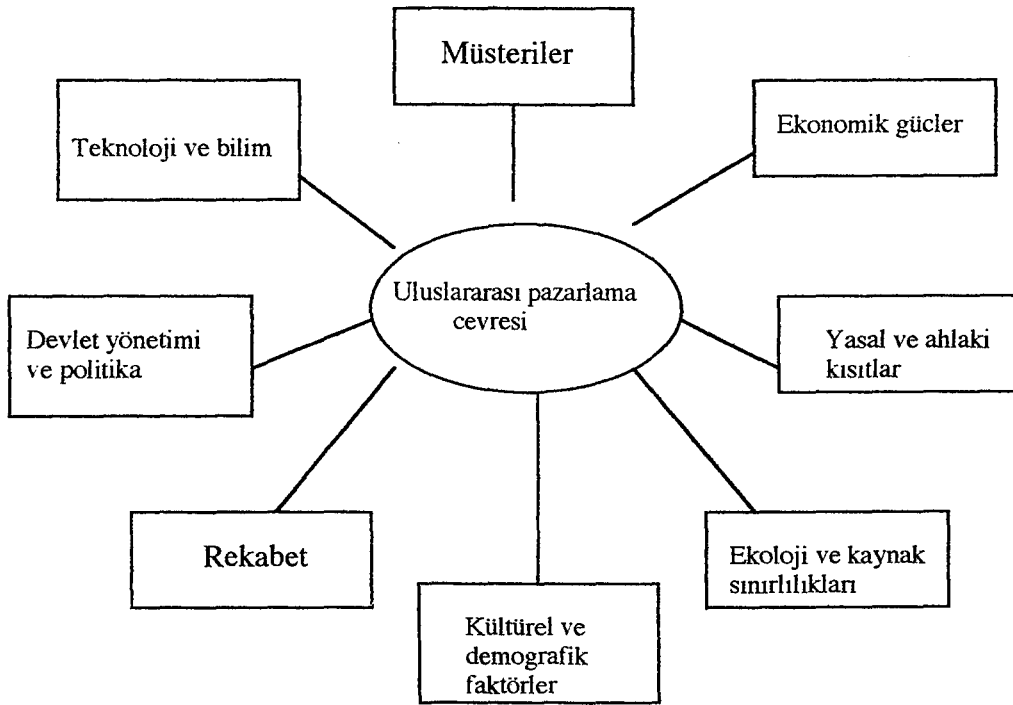 Müsteriler
Teknoloji ve bilim
Ekonomik gücler
Uluslararası pazarlama
cevresi
Devlet yönetimi
ve politika
Yasal ve ahlaki
kısıtlar
Rekabet
Ekoloji ve kaynak
sınırlılıkları
Kültürel ve
demografik
faktörler